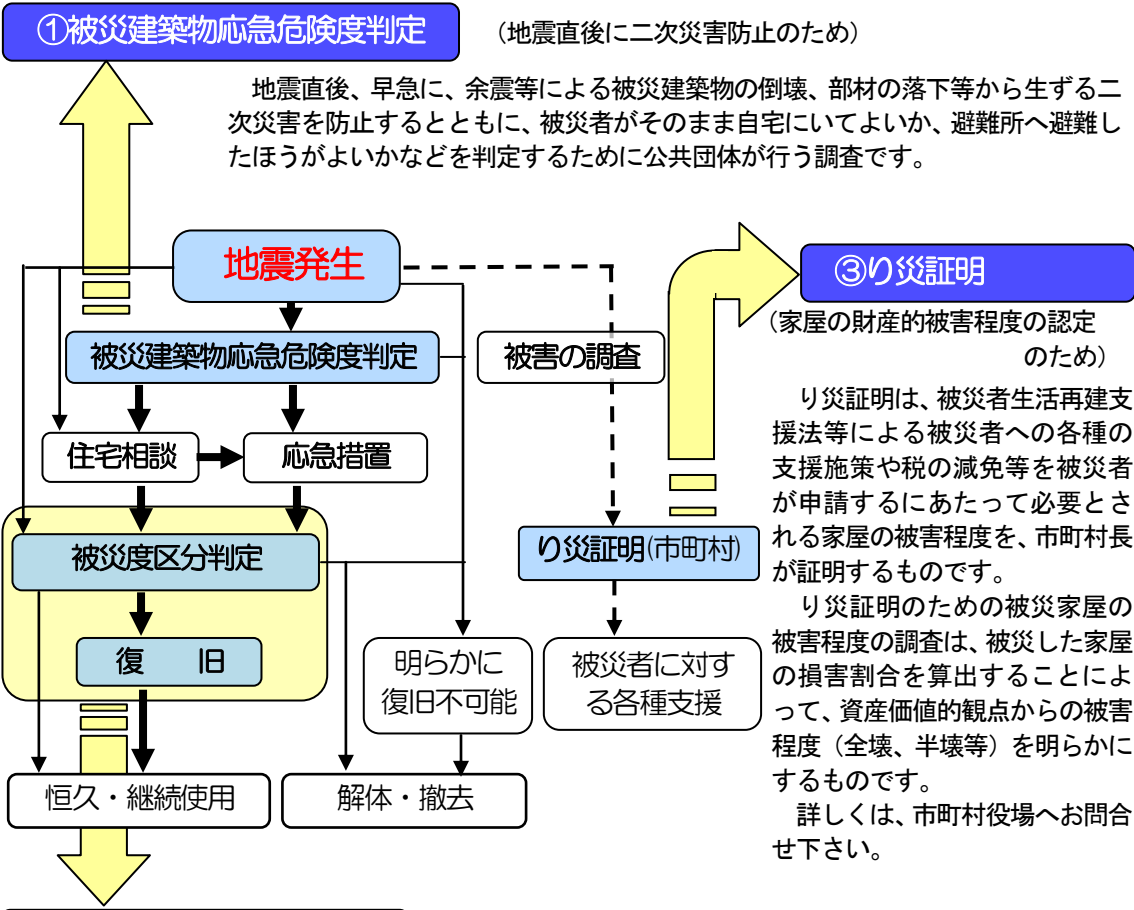 ①被災建築物応急危険度判定
(地震直後に二次災害防止のため)
地震直後、早急に、余震等による被災建築物の倒壊、部材の落下等から生ずる二
次災害を防止するとともに、被災者がそのまま自宅にいてよいか、避難所へ避難し
たほうがよいかなどを判定するために公共団体が行う調査です。
地震発生
被災建築物応急危険度判定
被害の調査
住宅相談
応急措置
被災度区分判定
復 旧
り災証明(市町村)
明らかに
復旧不可能
被災者に対す
る各種支援
恒久・継続使用
解体・撤去
③り災証明
(家屋の財産的被害程度の認定
のため)
り災証明は、被災者生活再建支
援法等による被災者への各種の
支援施策や税の減免等を被災者
が申請するにあたって必要とさ
れる家屋の被害程度を、市町村長
が証明するものです。
り災証明のための被災家屋の
被害程度の調査は、被災した家屋
の損害割合を算出することによ
って、資産価値的観点からの被害
程度（全壊、半壊等）を明らかに
するものです。
詳しくは、市町村役場へお問合
せ下さい。